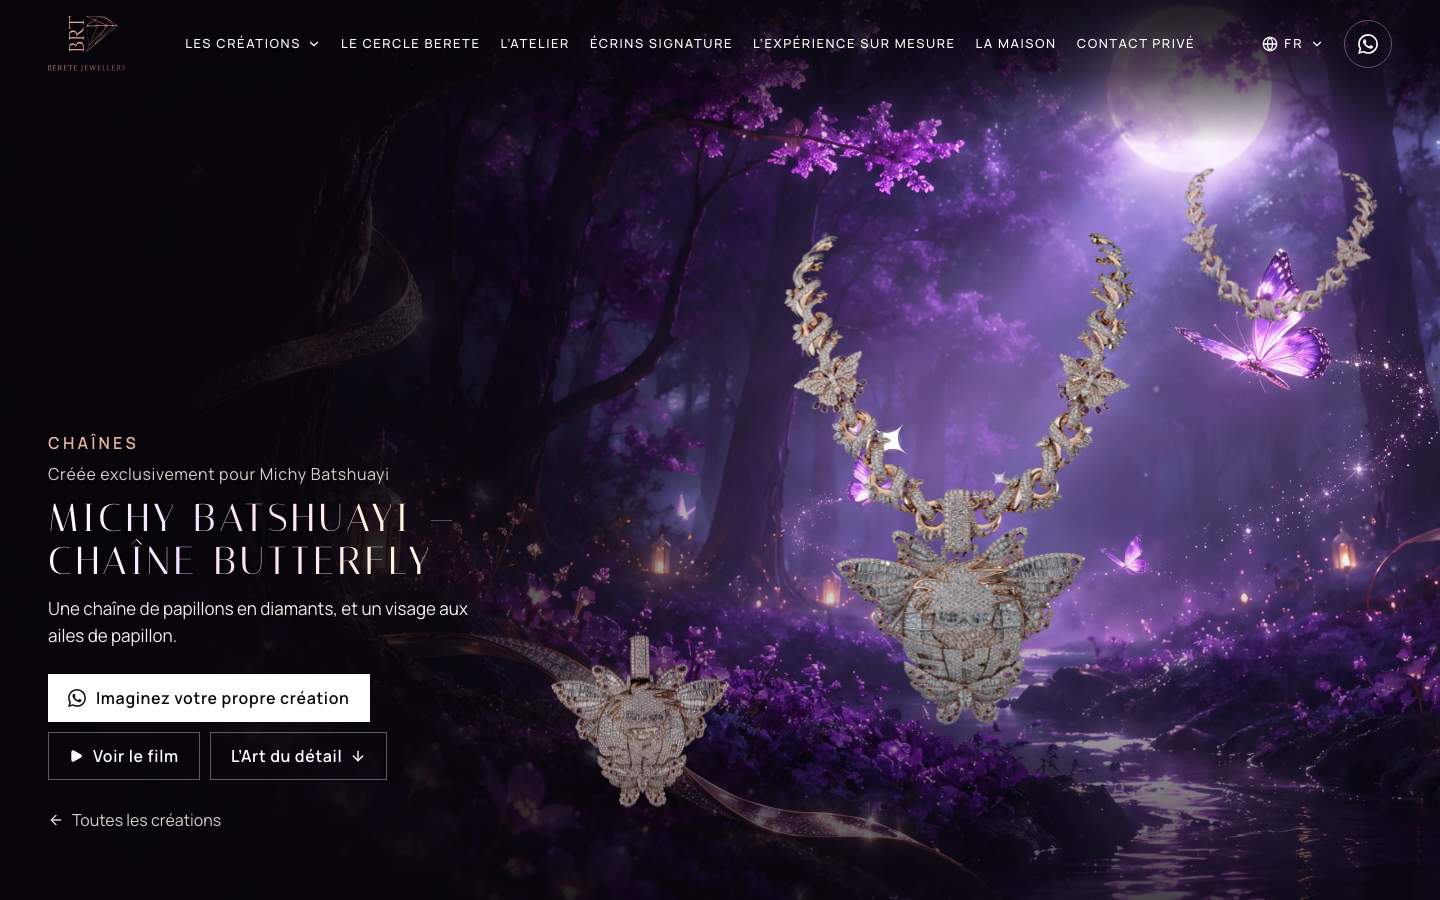 BRT
BERETE JEWELLERS
LES CRÉATIONS
LE CERCLE BERETE
L'ATELIER
ÉCRINS SIGNATURE
L'EXPÉRIENCE SUR MESURE
LA MAISON
CONTACT PRIVÉ
FR
CHAÎNES
Créée exclusivement pour Michy Batshuayi
MICHY BATSHUAYI —
CHAÎNE BUTTERFLY
Une chaîne de papillons en diamants, et un visage aux
ailes de papillon.
Imaginez votre propre création
Voir le film
L'Art du détail ↓
← Toutes les créations